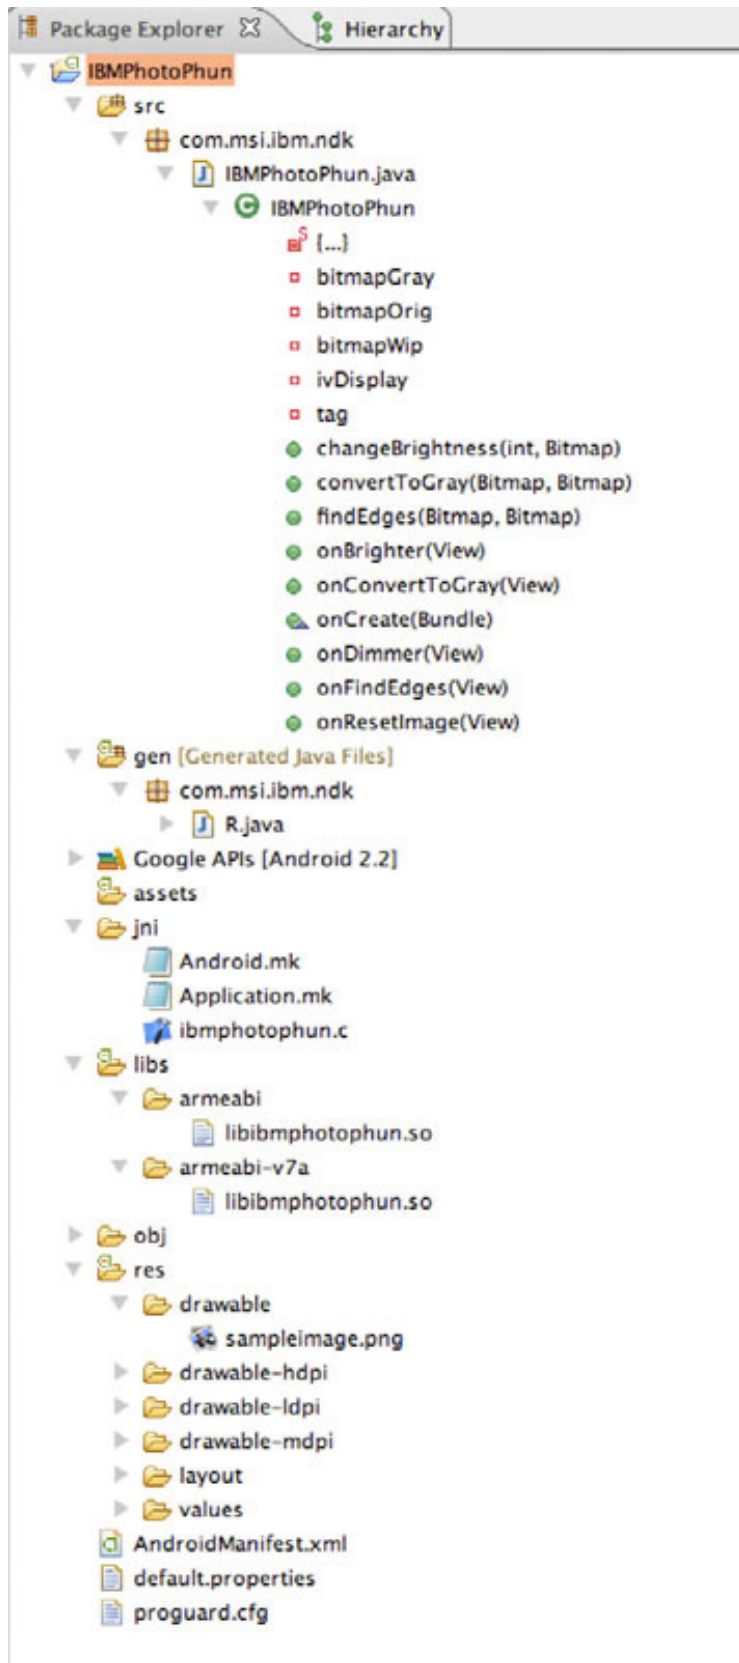 Package Explorer Hierarchy
IBMPhotoPhun
src
com.msi.ibm.ndk
IBMPhotoPhun.java
IBMPhotoPhun
{...}
bitmapGray
bitmapOrig
bitmapWip
ivDisplay
tag
changeBrightness(int, Bitmap)
convertToGray(Bitmap, Bitmap)
findEdges(Bitmap, Bitmap)
onBrighter(View)
onConvertToGray(View)
onCreate(Bundle)
onDimmer(View)
onFindEdges(View)
onResetImage(View)
gen [Generated Java Files]
com.msi.ibm.ndk
R.java
Google APIs [Android 2.2]
assets
jni
Android.mk
Application.mk
ibmphotophun.c
libs
armeabi
libibmphotophun.so
armeabi-v7a
libibmphotophun.so
obj
res
drawable
sampleimage.png
drawable-hdpi
drawable-ldpi
drawable-mdpi
layout
values
AndroidManifest.xml
default.properties
proguard.cfg